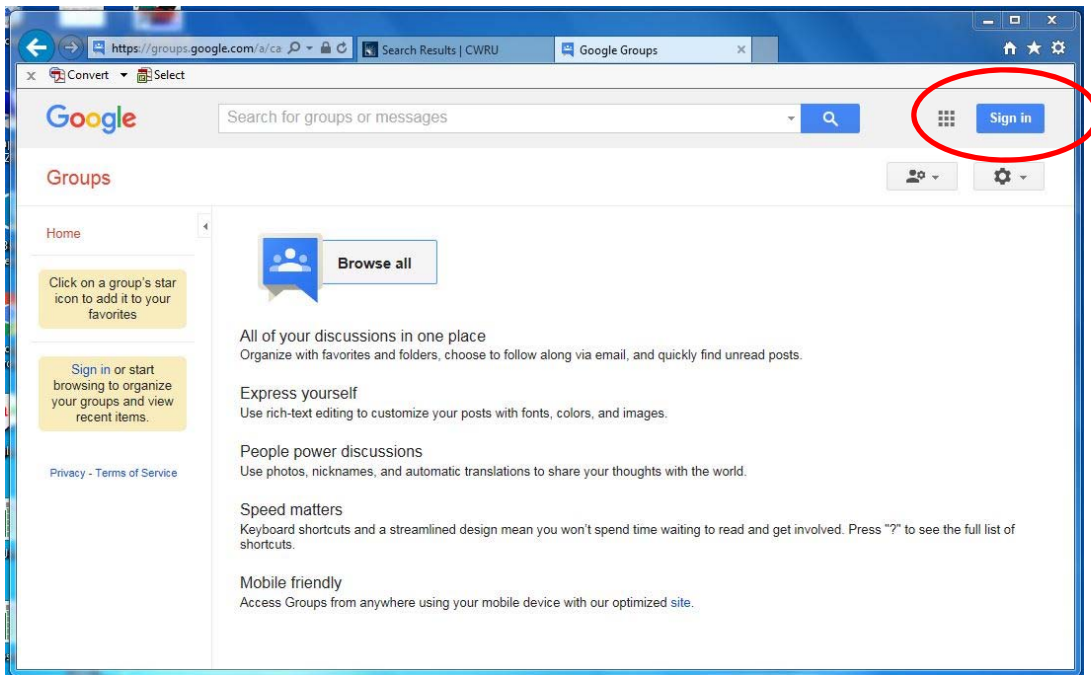 https://groups.google.com/a/ca
Search Results | CWRU
Google Groups
x Convert Select
Google
Search for groups or messages
Sign in
Groups
Home
Click on a group's star
icon to add it to your
favorites
Sign in or start
browsing to organize
your groups and view
recent items.
Privacy - Terms of Service
Browse all
All of your discussions in one place
Organize with favorites and folders, choose to follow along via email, and quickly find unread posts.
Express yourself
Use rich-text editing to customize your posts with fonts, colors, and images.
People power discussions
Use photos, nicknames, and automatic translations to share your thoughts with the world.
Speed matters
Keyboard shortcuts and a streamlined design mean you won't spend time waiting to read and get involved. Press "?" to see the full list of
shortcuts.
Mobile friendly
Access Groups from anywhere using your mobile device with our optimized site.